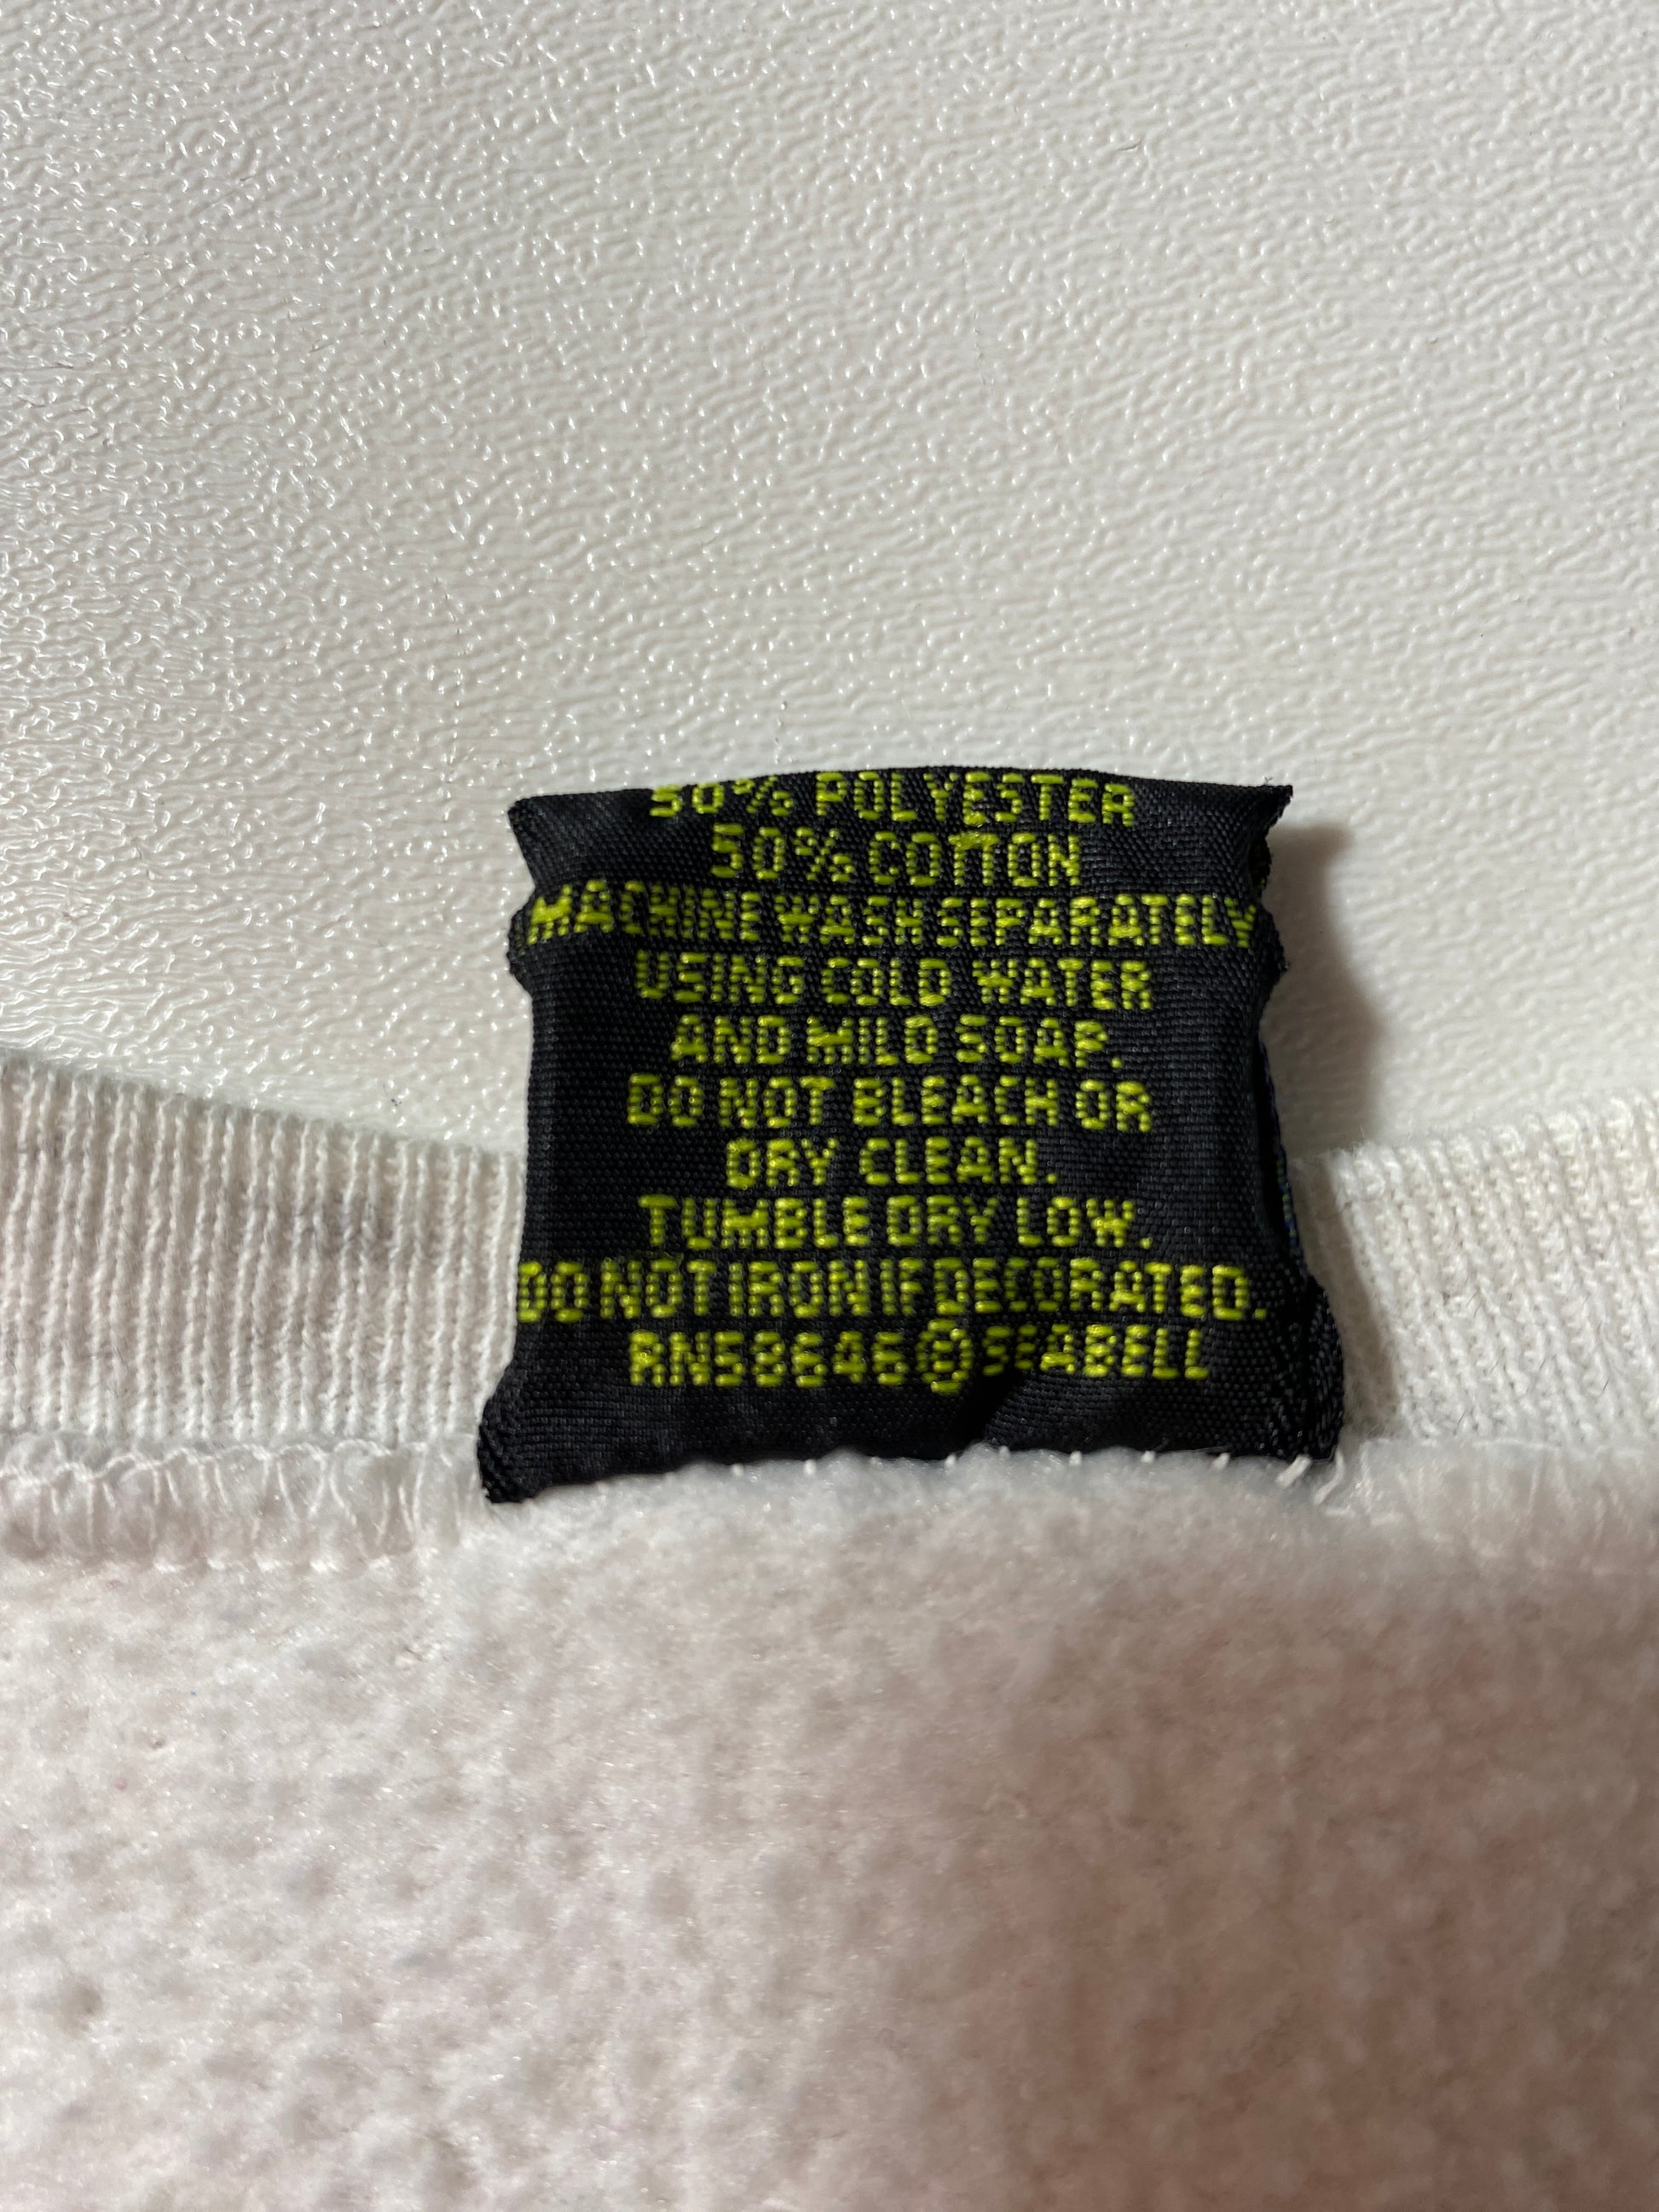 50% POLYESTER
50% COTTON
MACHINE WASH SEPARATELY
USING COLD WATER
AND MILD SOAP.
DO NOT BLEACH OR
DRY CLEAN.
TUMBLE DRY LOW.
DO NOT IRON IF DECORATED.
RN58646 ® SEABELL